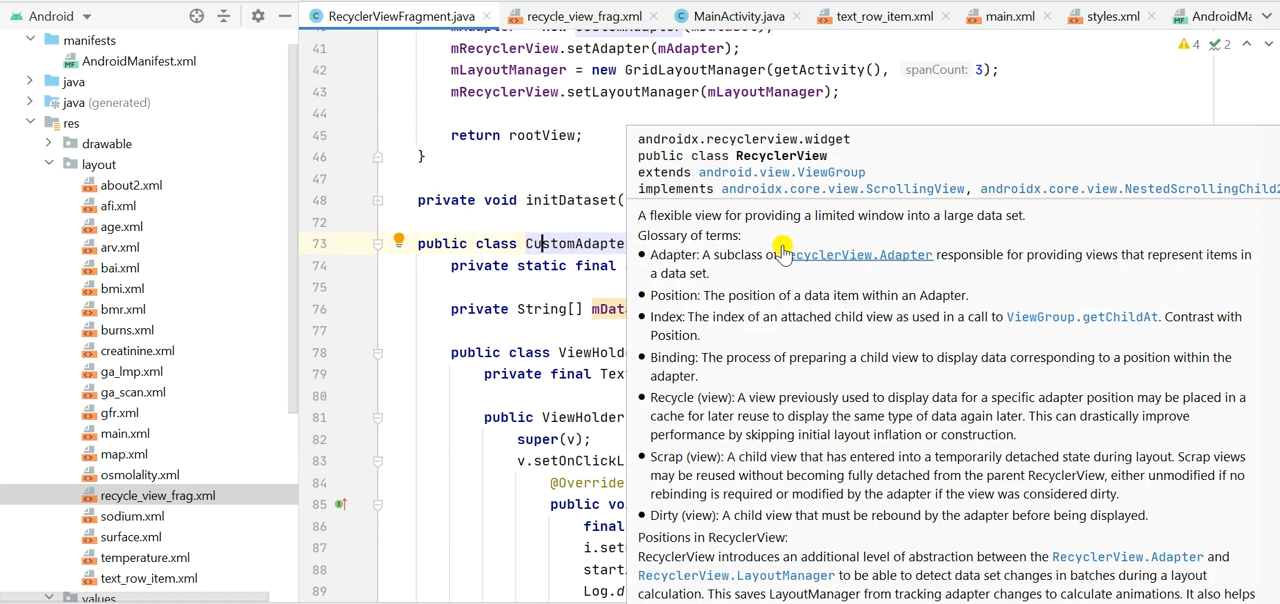 Android
RecyclerViewFragment.java
recycle_view_frag.xml
MainActivity.java
text_row_item.xml
main.xml
styles.xml
AndroidMa
manifests
AndroidManifest.xml
java
java (generated)
res
drawable
layout
about2.xml
afi.xml
age.xml
arv.xml
bai.xml
bmi.xml
bmr.xml
burns.xml
creatinine.xml
ga_lmp.xml
ga_scan.xml
gfr.xml
main.xml
map.xml
osmolality.xml
recycle_view_frag.xml
sodium.xml
surface.xml
temperature.xml
text_row_item.xml
values
4 2
41 mRecyclerView.setAdapter(mAdapter);
42 mLayoutManager = new GridLayoutManager(getActivity(), spanCount: 3);
43 mRecyclerView.setLayoutManager(mLayoutManager);
44
45 return rootView;
46 }
47
48 private void initDataset(
72
73 public class CustomAdapte
74 private static final
75
76 private String[] mDat
77
78 public class ViewHold
79 private final Tex
80
81 public ViewHolder
82 super(v);
83 v.setOnClickL
84 @Override
85 public vo
86 final
87 i.set
88 start
89 Log.d
androidx.recyclerview.widget
public class RecyclerView
extends android.view.ViewGroup
implements androidx.core.view.ScrollingView, androidx.core.view.NestedScrollingChild2
A flexible view for providing a limited window into a large data set.
Glossary of terms:
• Adapter: A subclass of RecyclerView.Adapter responsible for providing views that represent items in
a data set.
• Position: The position of a data item within an Adapter.
• Index: The index of an attached child view as used in a call to ViewGroup.getChildAt. Contrast with
Position.
• Binding: The process of preparing a child view to display data corresponding to a position within the
adapter.
• Recycle (view): A view previously used to display data for a specific adapter position may be placed in a
cache for later reuse to display the same type of data again later. This can drastically improve
performance by skipping initial layout inflation or construction.
• Scrap (view): A child view that has entered into a temporarily detached state during layout. Scrap views
may be reused without becoming fully detached from the parent RecyclerView, either unmodified if no
rebinding is required or modified by the adapter if the view was considered dirty.
• Dirty (view): A child view that must be rebound by the adapter before being displayed.
Positions in RecyclerView:
RecyclerView introduces an additional level of abstraction between the RecyclerView.Adapter and
RecyclerView.LayoutManager to be able to detect data set changes in batches during a layout
calculation. This saves LayoutManager from tracking adapter changes to calculate animations. It also helps